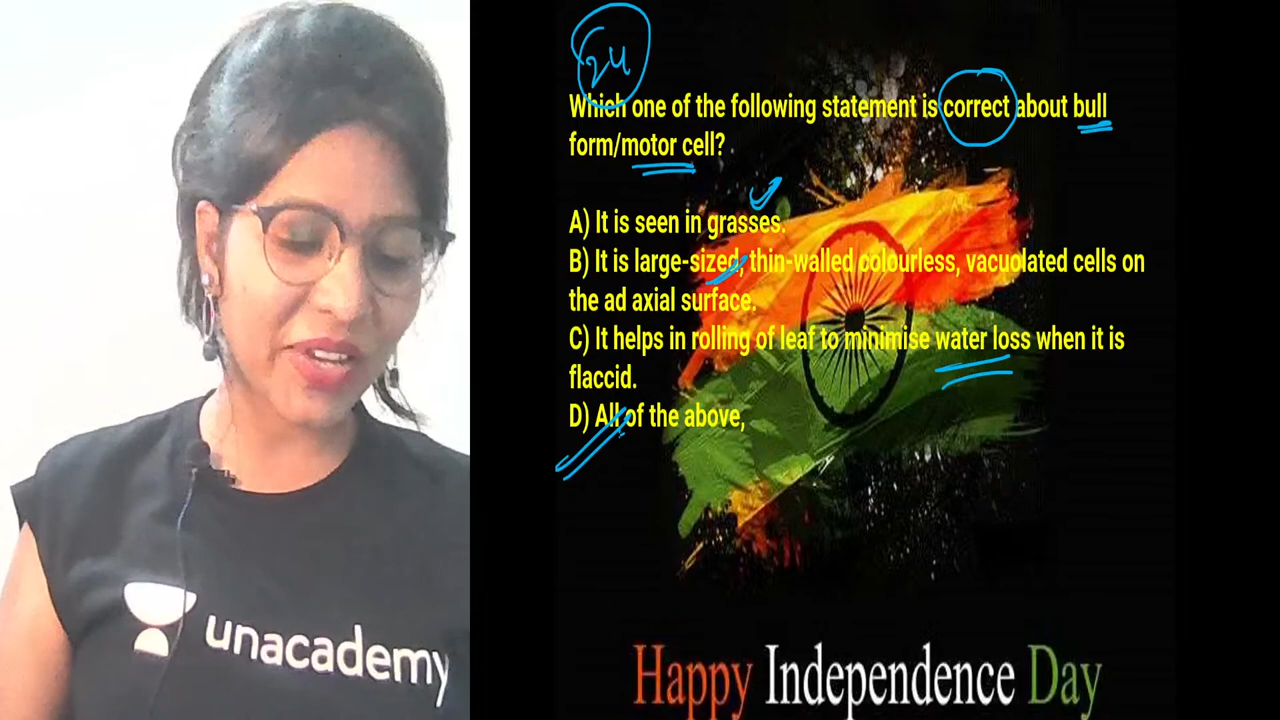 24
Which one of the following statement is correct about bull
form/motor cell?
A) It is seen in grasses.
B) It is large-sized, thin-walled colourless, vacuolated cells on
the ad axial surface.
C) It helps in rolling of leaf to minimise water loss when it is
flaccid.
D) All of the above,
unacademy
Happy Independence Day